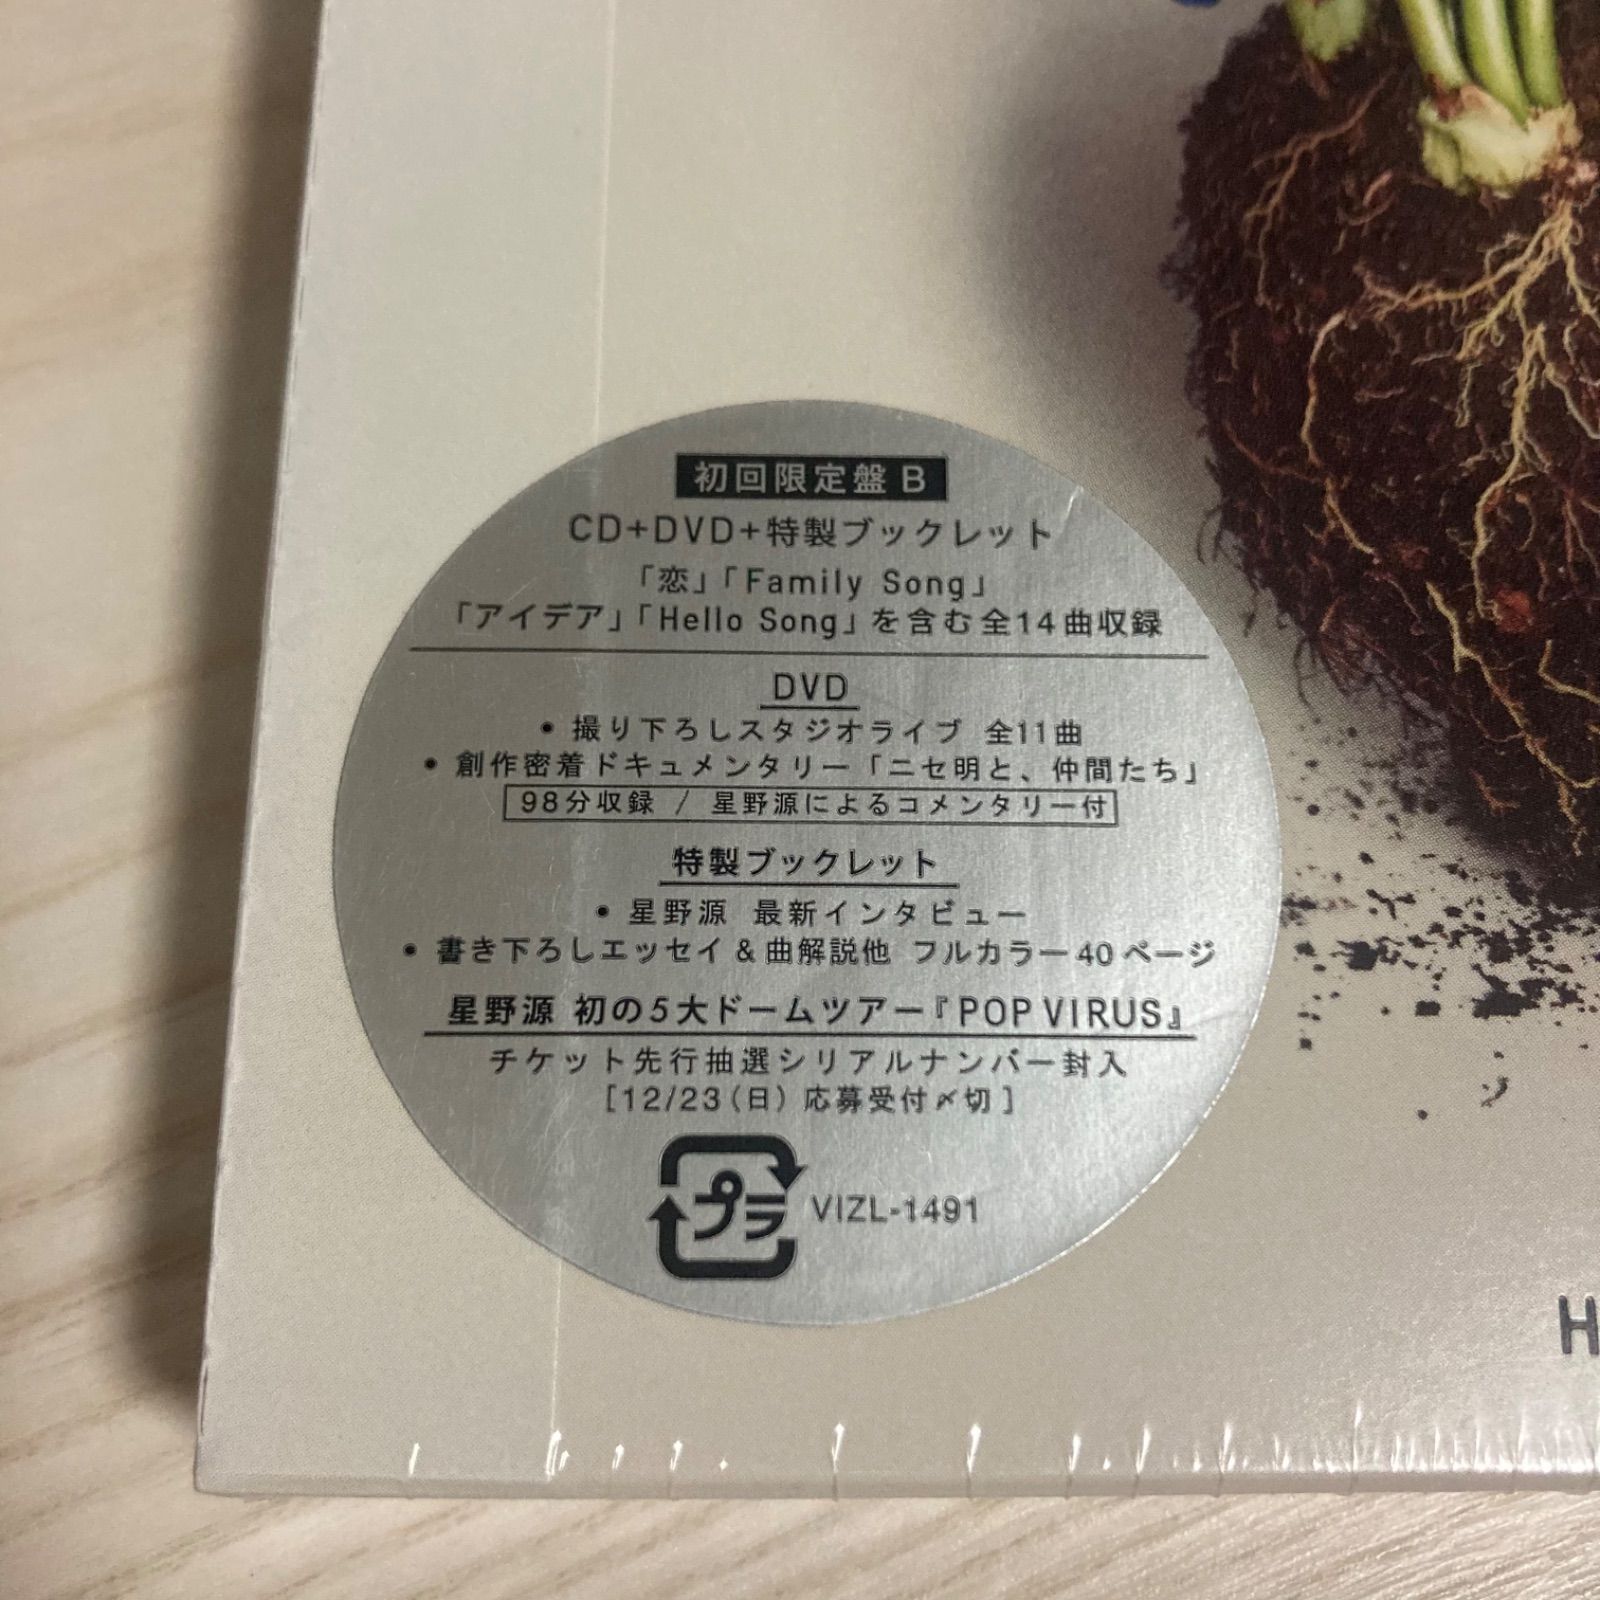 初回限定盤 B
CD+DVD+特製ブックレット
「恋」「Family Song」
「アイデア」「Hello Song」を含む全14曲収録
DVD
• 撮り下ろしスタジオライブ 全11曲
• 創作密着ドキュメンタリー「ニセ明と、仲間たち」
98分収録 / 星野源によるコメンタリー付
特製ブックレット
• 星野源 最新インタビュー
• 書き下ろしエッセイ & 曲解説他 フルカラー40ページ
星野源 初の5大ドームツアー『POP VIRUS』
チケット先行抽選シリアルナンバー封入
[12/23(日) 応募受付〆切]
プラ VIZL-1491
H